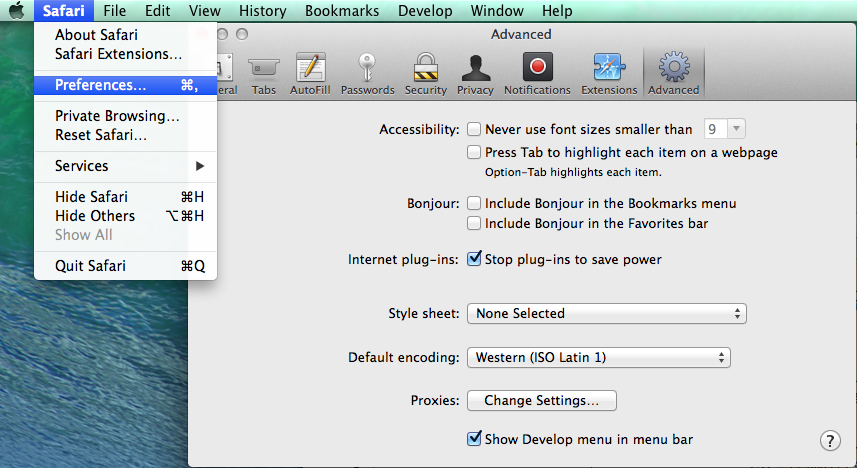 Safari File Edit View History Bookmarks Develop Window Help
About Safari
Safari Extensions...
Preferences... ⌘,
Private Browsing...
Reset Safari...
Services ▶
Hide Safari ⌘H
Hide Others ⌥⌘H
Show All
Quit Safari ⌘Q
Advanced
eral Tabs AutoFill Passwords Security Privacy Notifications Extensions Advanced
Accessibility: Never use font sizes smaller than 9
Press Tab to highlight each item on a webpage
Option-Tab highlights each item.
Bonjour: Include Bonjour in the Bookmarks menu
Include Bonjour in the Favorites bar
Internet plug-ins: Stop plug-ins to save power
Style sheet: None Selected
Default encoding: Western (ISO Latin 1)
Proxies: Change Settings...
Show Develop menu in menu bar
?